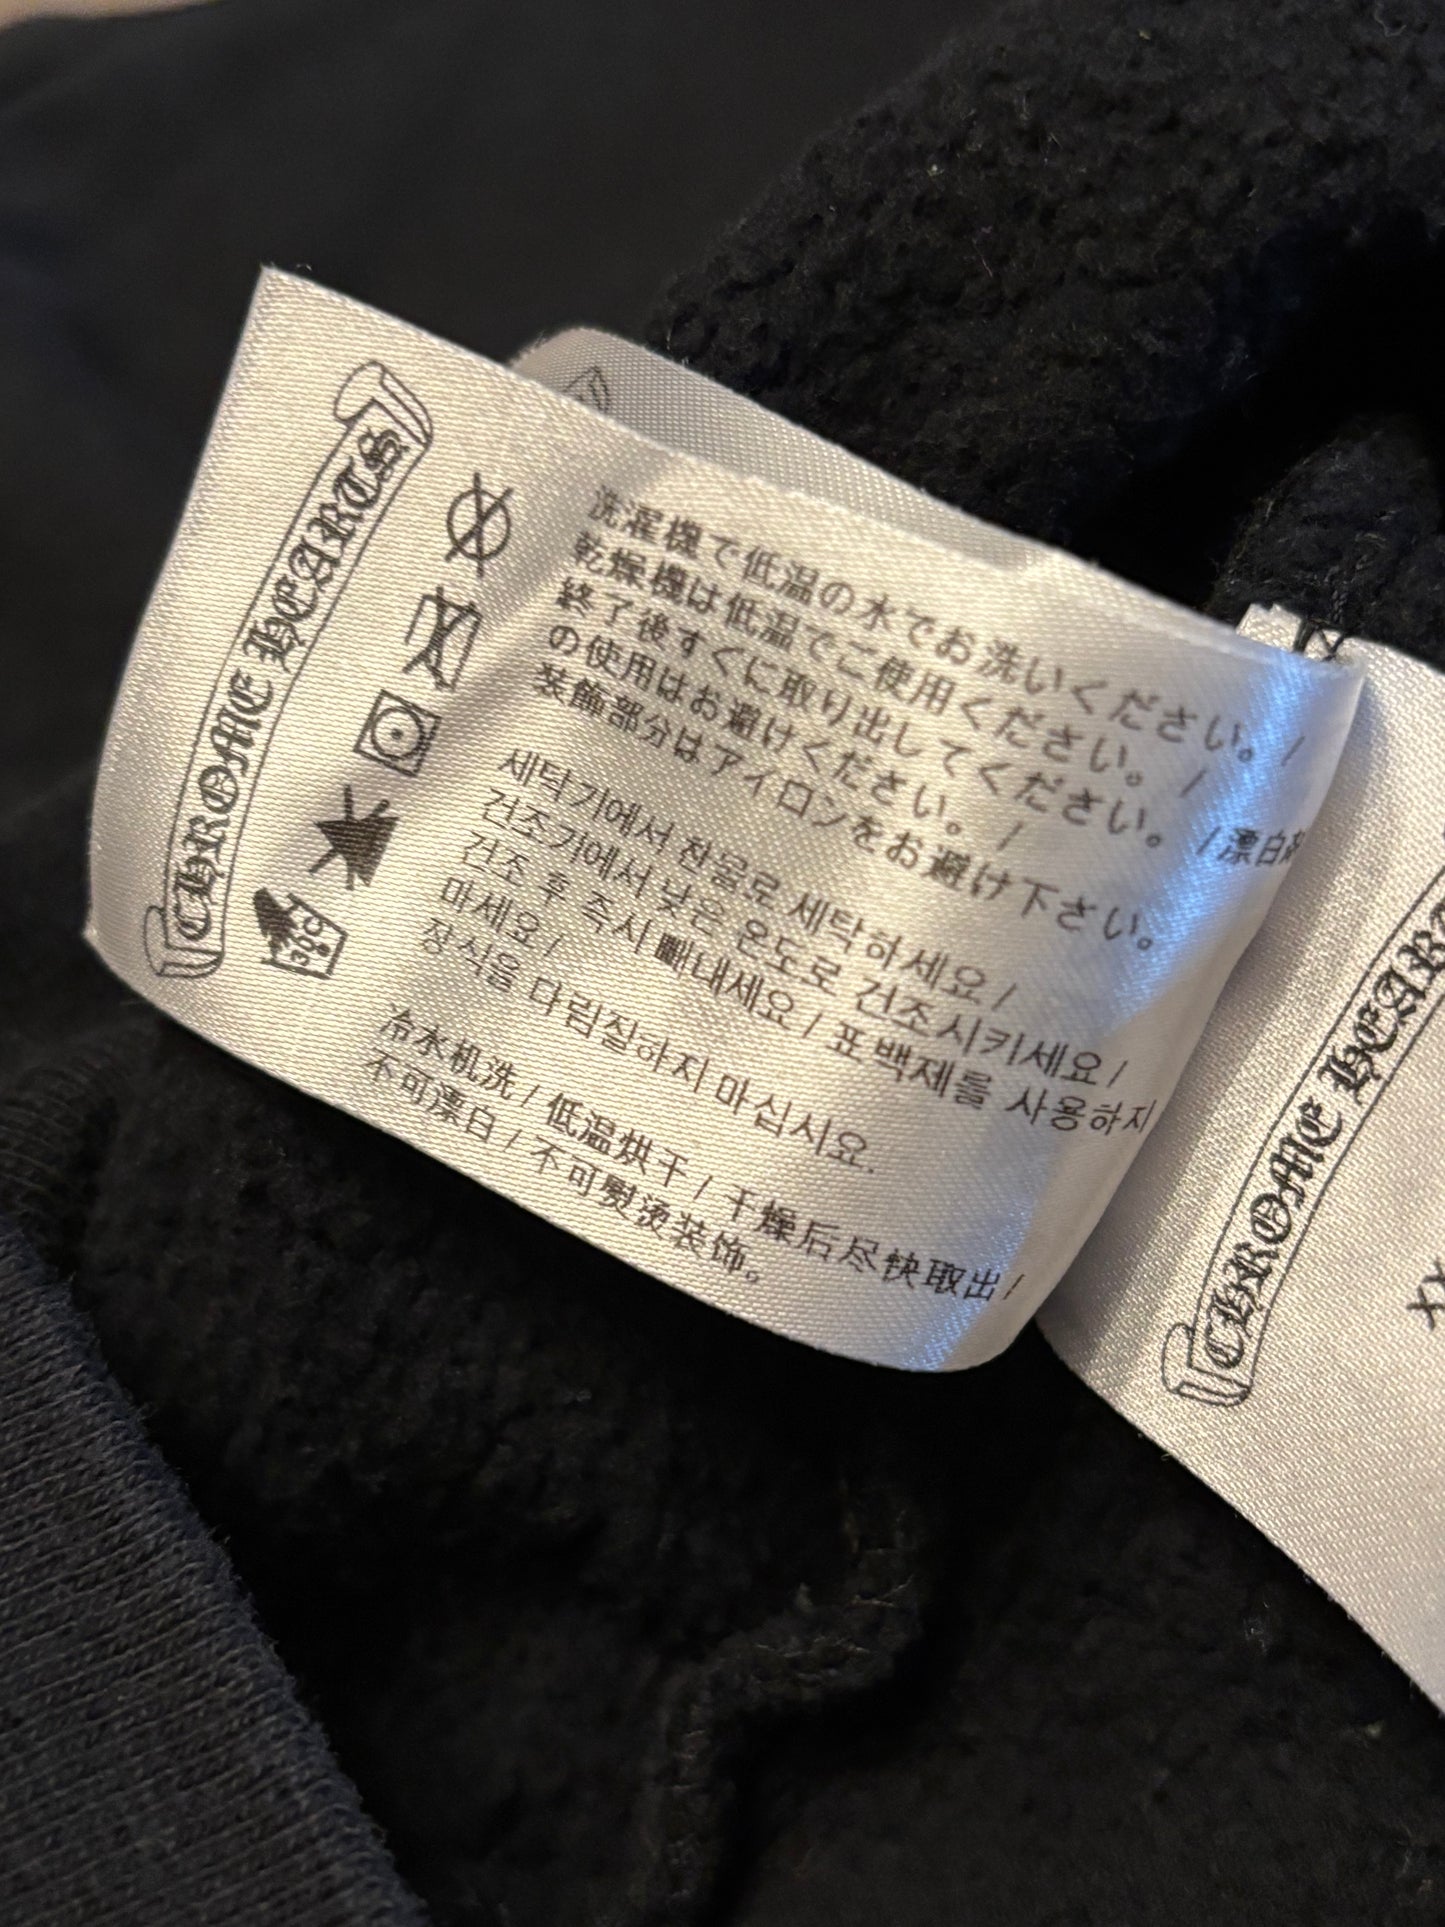 CHROME HEARTS
洗濯機で低温の水でお洗いください。/
乾燥機は低温でご使用ください。/
終了後すぐに取り出してください。/漂白剤
の使用はお避けください。/
装飾部分はアイロンをお避け下さい。
세탁기에서 찬물로 세탁하세요/
건조기에서 낮은 온도로 건조시키세요/
건조 후 즉시 빼내세요/표백제를 사용하지
마세요/
장식을 다림질하지 마십시오.
冷水机洗/低温烘干/干燥后尽快取出/
不可漂白/不可熨烫装饰。
30c
CHROME HEART
XX